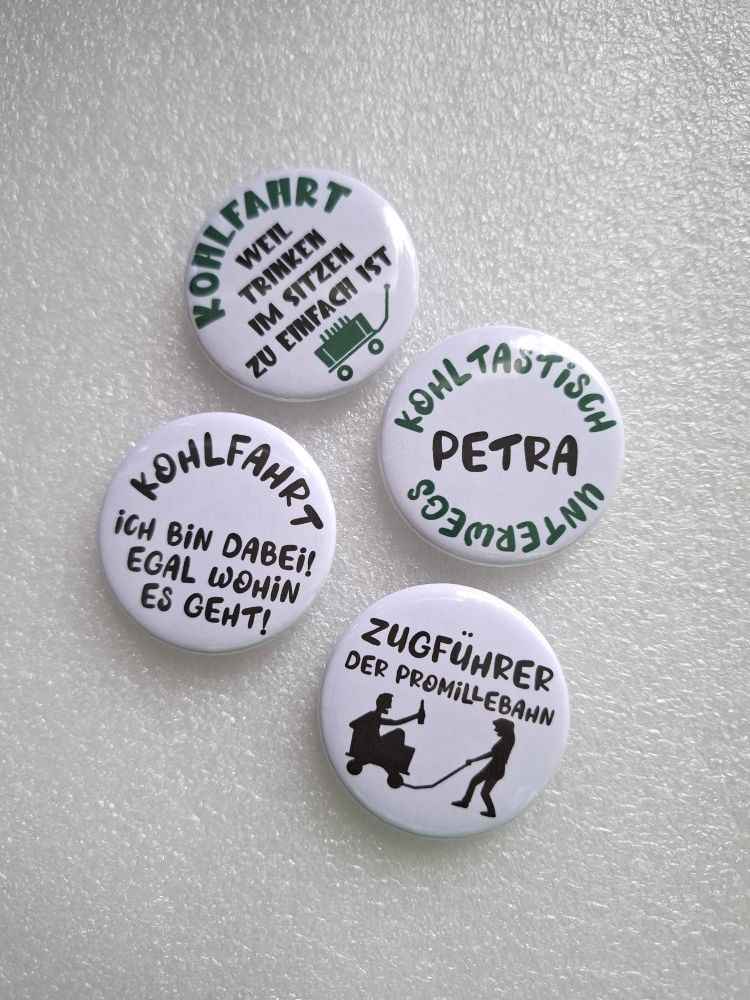 KOHLFAHRT
WEIL
TRINKEN
IM SITZEN
ZU EINFACH IST
KOHLTASTISCH
PETRA
UNTERWEGS
KOHLFAHRT
ICH BIN DABEI!
EGAL WOHIN
ES GEHT!
ZUGFÜHRER
DER PROMILLEBAHN